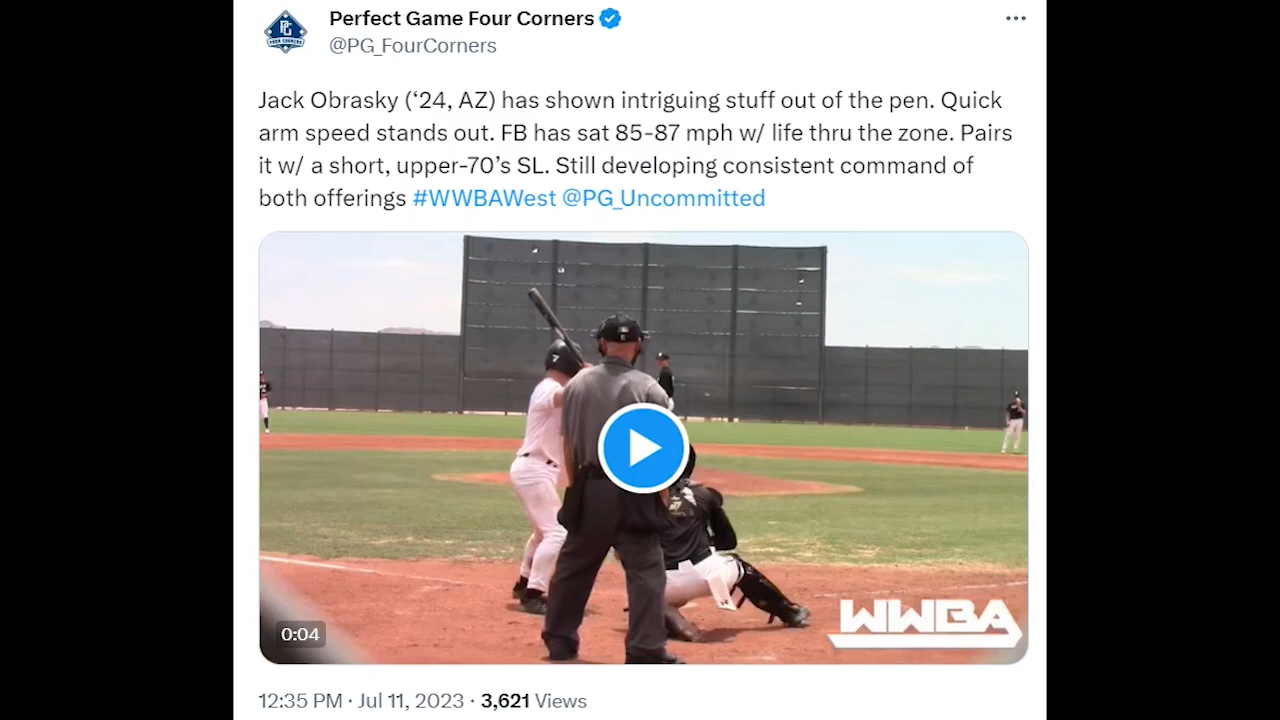 Perfect Game Four Corners
@PG_FourCorners
Jack Obrasky (‘24, AZ) has shown intriguing stuff out of the pen. Quick
arm speed stands out. FB has sat 85-87 mph w/ life thru the zone. Pairs
it w/ a short, upper-70’s SL. Still developing consistent command of
both offerings #WWBAWest @PG_Uncommitted
7
WWBA
0:04
12:35 PM · Jul 11, 2023 · 3,621 Views